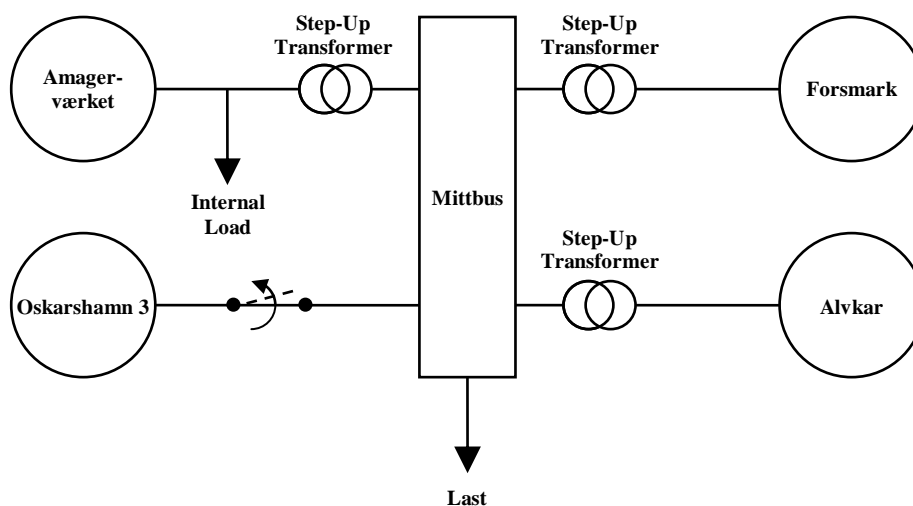 Step-Up
Transformer
Step-Up
Transformer
Amager-
værket
Forsmark
Internal
Load
Mittbus
Step-Up
Transformer
Oskarshamn 3
Alvkar
Last